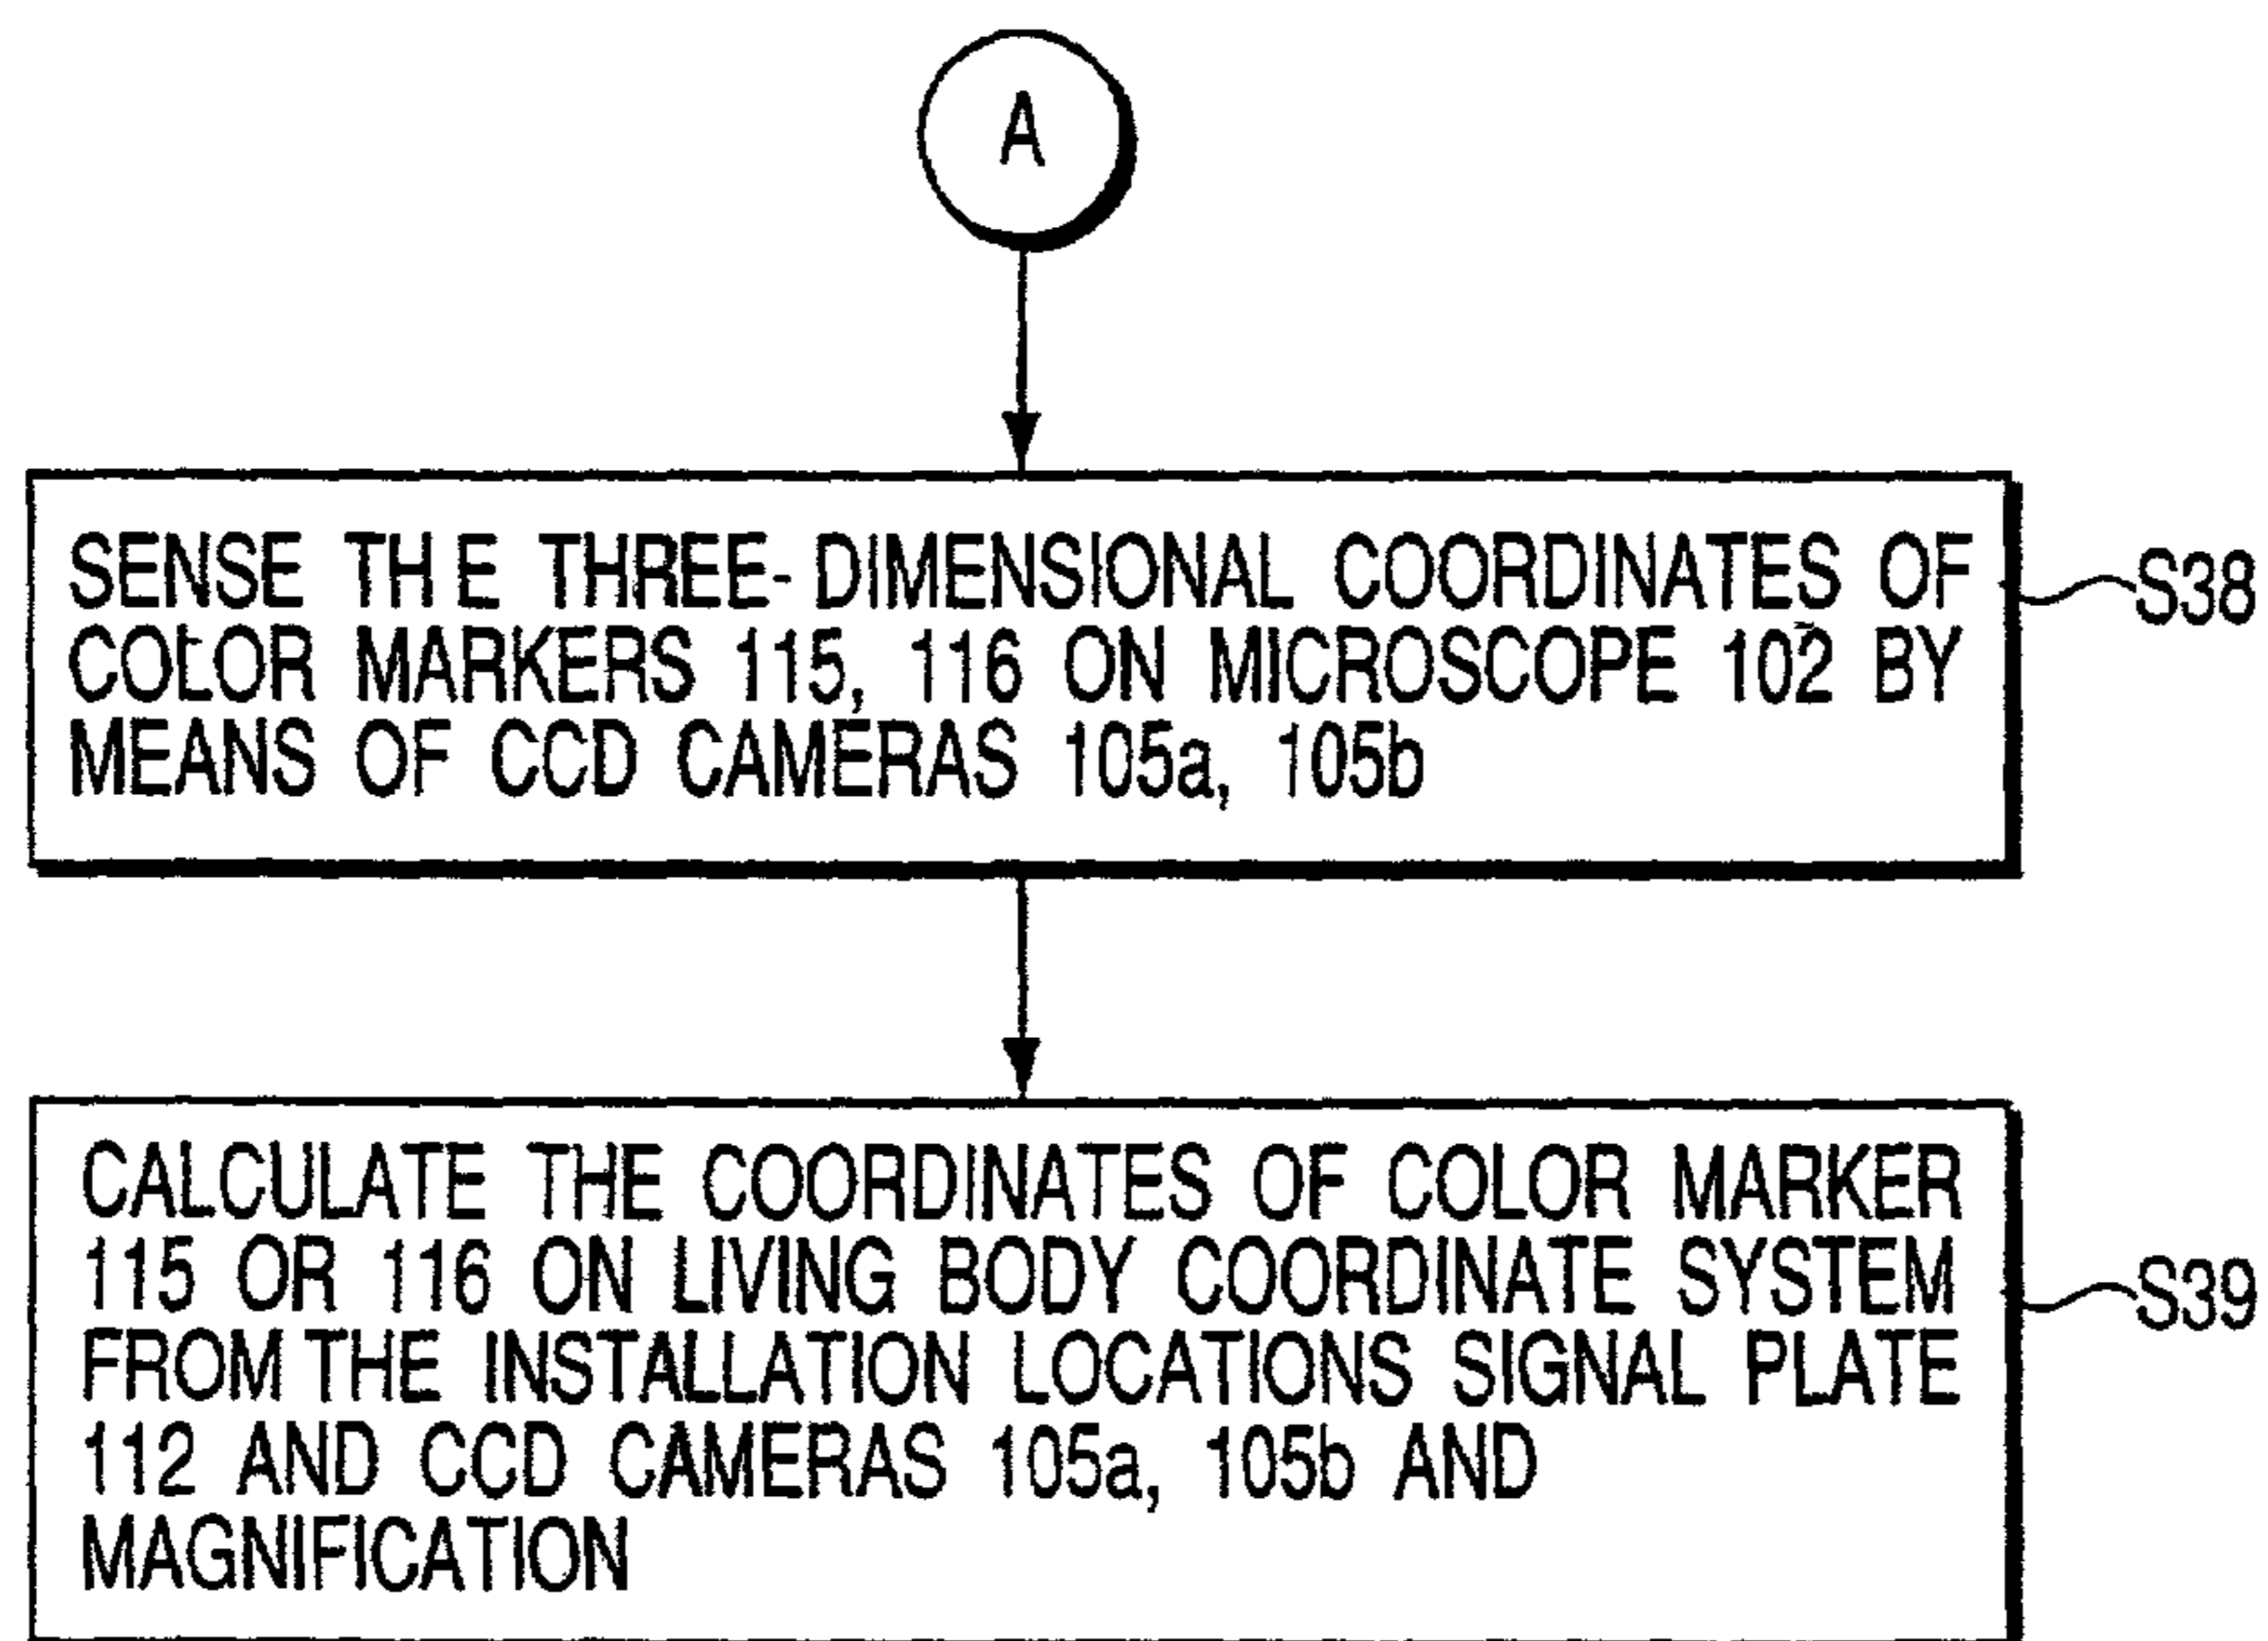 A
SENSE THE THREE-DIMENSIONAL COORDINATES OF
COLOR MARKERS 115, 116 ON MICROSCOPE 102 BY
MEANS OF CCD CAMERAS 105a, 105b
S38
CALCULATE THE COORDINATES OF COLOR MARKER
115 OR 116 ON LIVING BODY COORDINATE SYSTEM
FROM THE INSTALLATION LOCATIONS SIGNAL PLATE
112 AND CCD CAMERAS 105a, 105b AND
MAGNIFICATION
S39